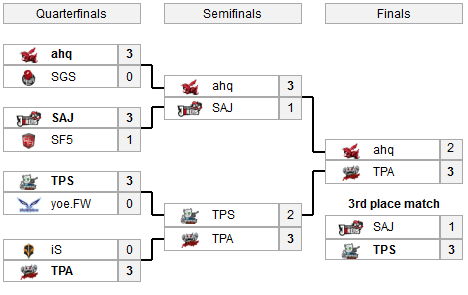 Quarterfinals
Semifinals
Finals
ahq 3
SGS 0
SAJ 3
SF5 1
TPS 3
yoe.FW 0
iS 0
TPA 3
ahq 3
SAJ 1
TPS 2
TPA 3
ahq 2
TPA 3
3rd place match
SAJ 1
TPS 3